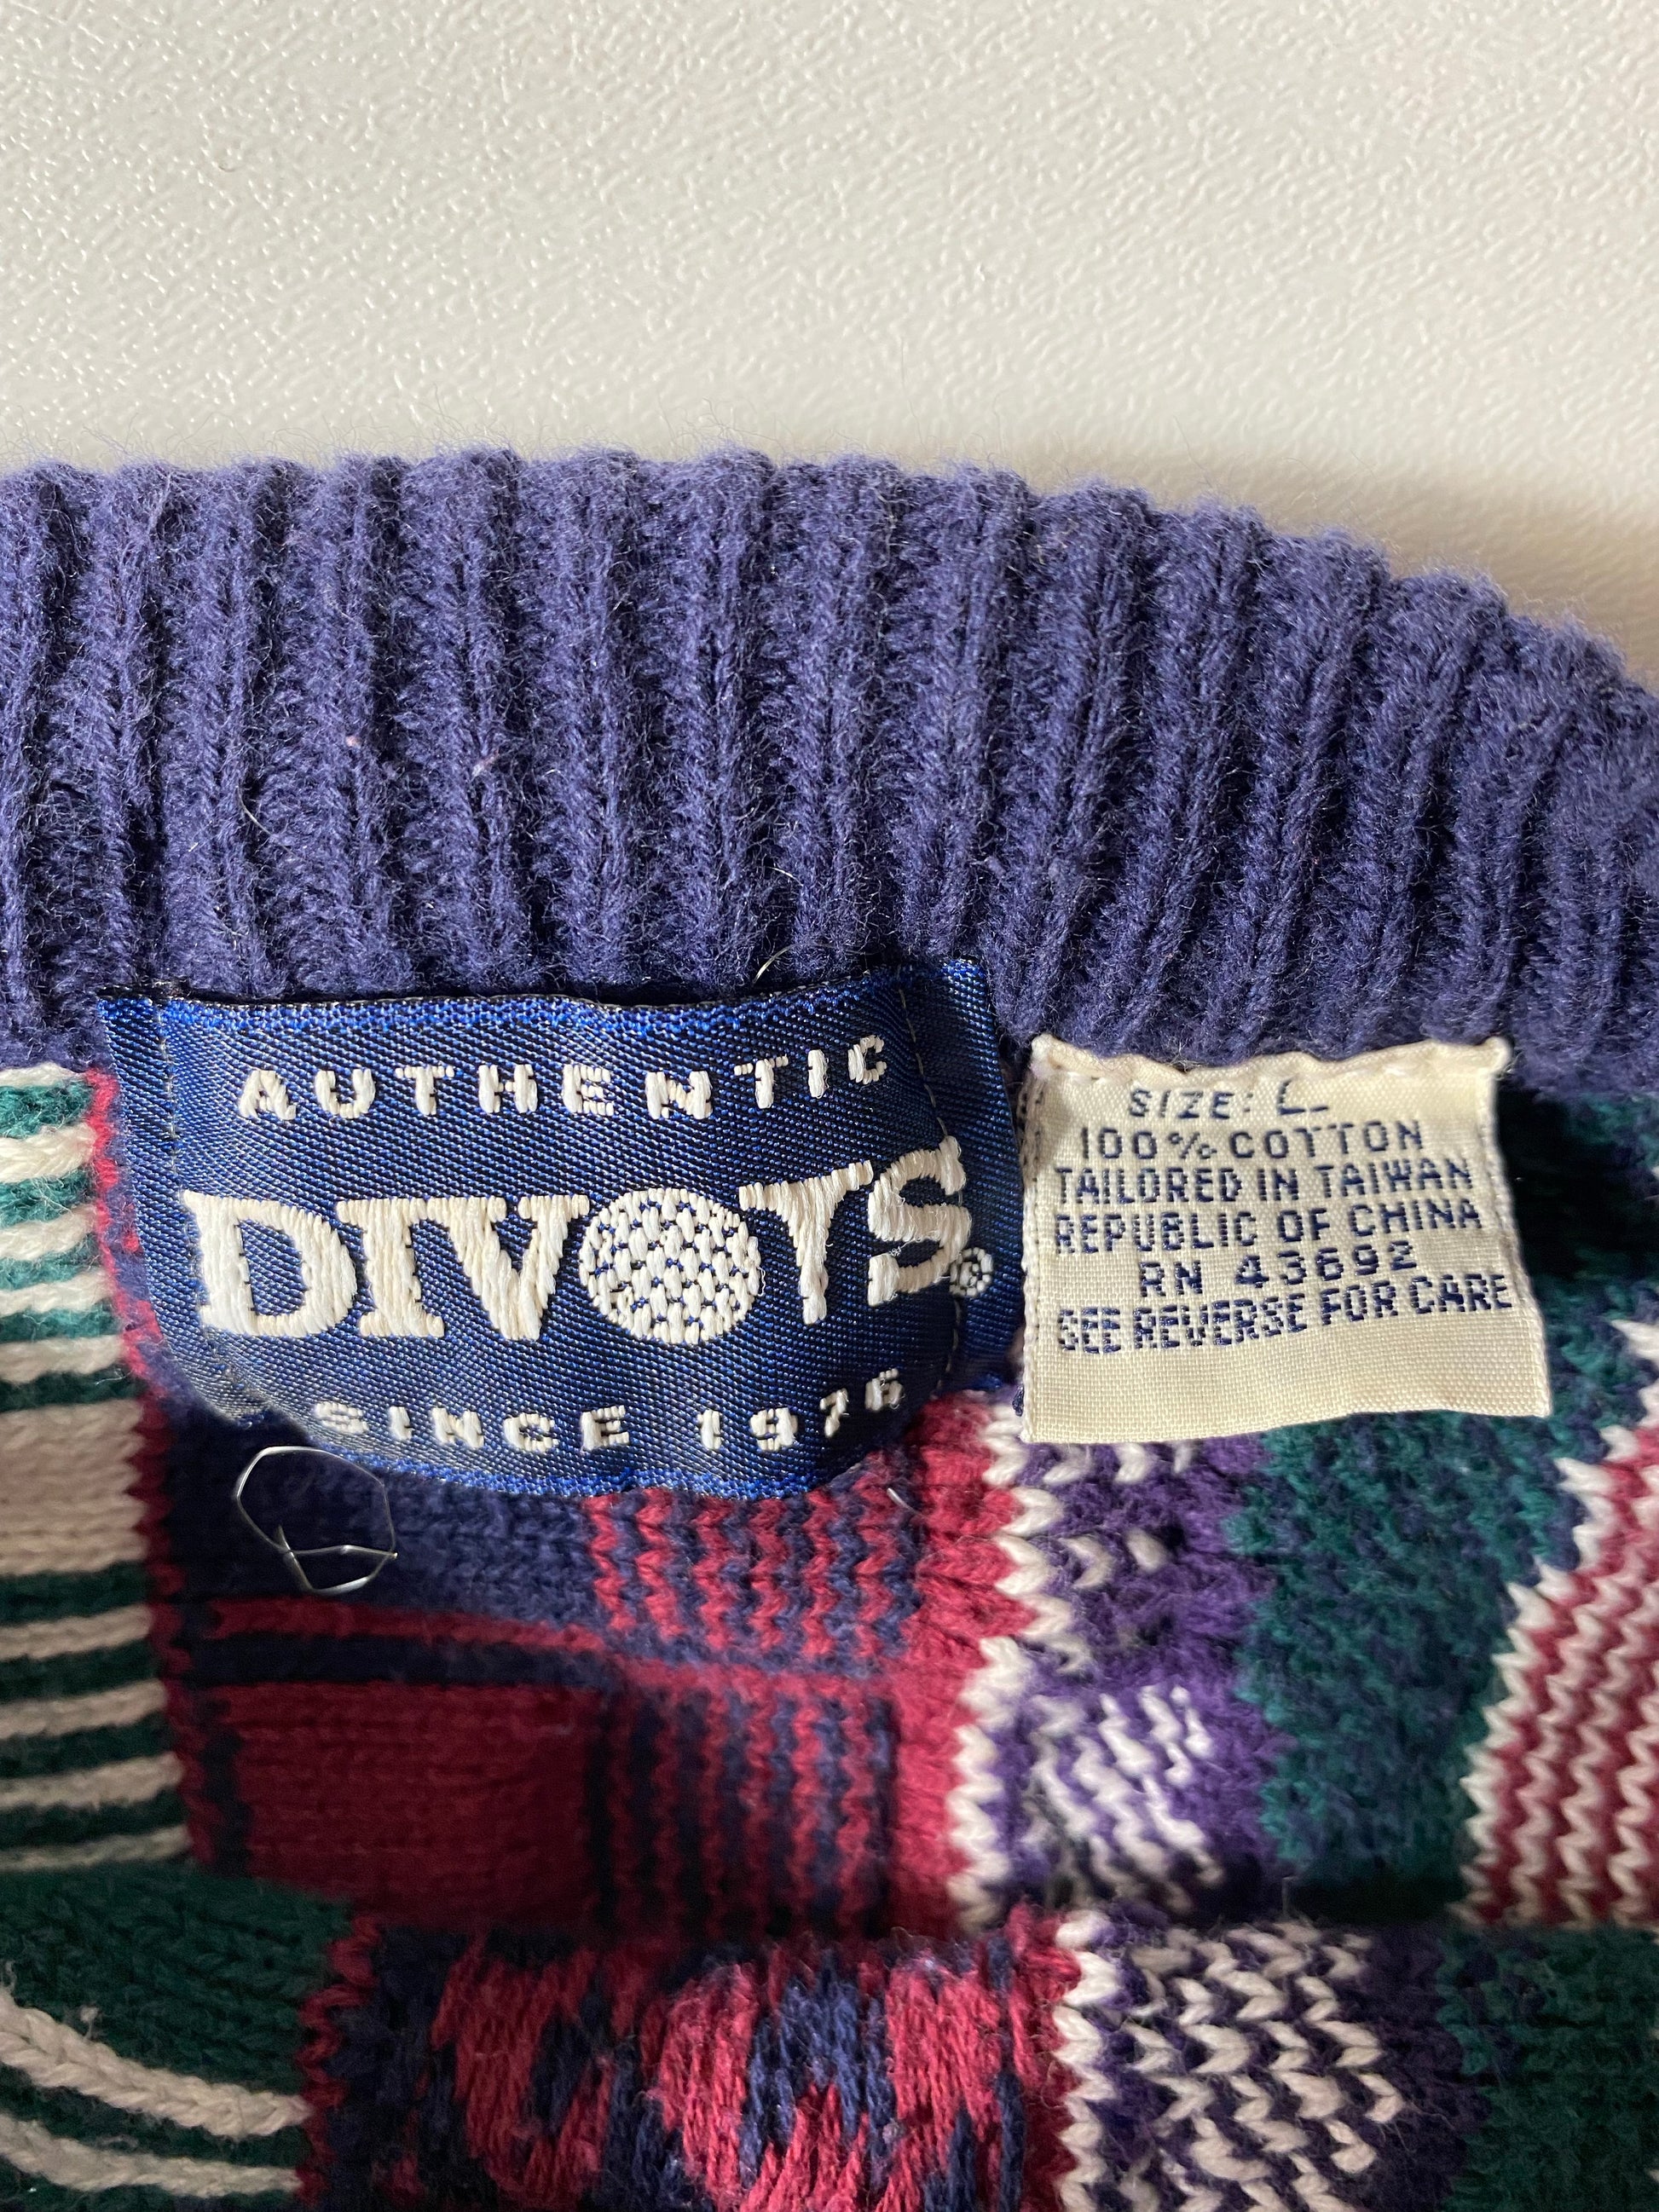 AUTHENTIC
DIVOTS®
SINCE 1976
SIZE: L
100% COTTON
TAILORED IN TAIWAN
REPUBLIC OF CHINA
RN 43692
SEE REVERSE FOR CARE